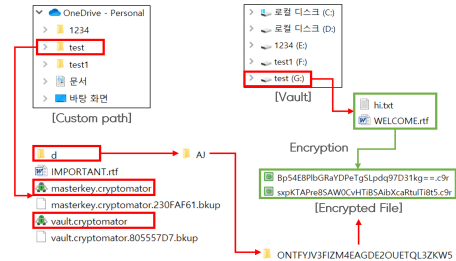 OneDrive - Personal
1234
test
test1
문서
바탕 화면
[Custom path]
로컬 디스크 (C:)
로컬 디스크 (D:)
1234 (E:)
test1 (F:)
test (G:)
[Vault]
hi.txt
WELCOME.rtf
Encryption
Bp54E8PlbGRaYDPeTgSLpdq97D31kg==.c9r
sxpKTAPre8SAW0CvHTiBSAibXcaRtulTi8t5.c9r
[Encrypted File]
d
AJ
IMPORTANT.rtf
masterkey.cryptomator
masterkey.cryptomator.230FAF61.bkup
vault.cryptomator
vault.cryptomator.805557D7.bkup
ONTFYJV3FIZM4EAGDE2OUETQL3ZKW5